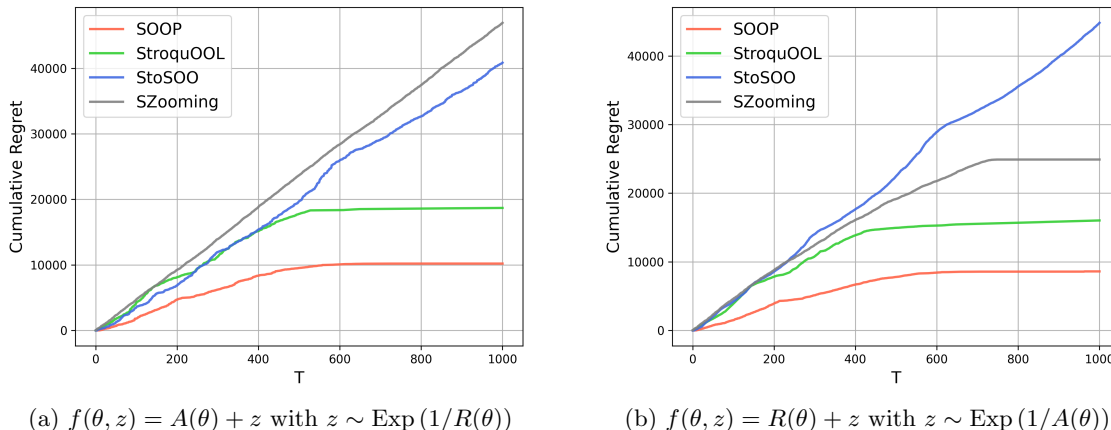 SOOP
StroquOOL
StoSOO
SZooming
Cumulative Regret
40000
30000
20000
10000
0
0 200 400 600 800 1000
T
(a) f(θ, z) = A(θ) + z with z ∼ Exp (1/R(θ))
SOOP
StroquOOL
StoSOO
SZooming
Cumulative Regret
40000
30000
20000
10000
0
0 200 400 600 800 1000
T
(b) f(θ, z) = R(θ) + z with z ∼ Exp (1/A(θ))